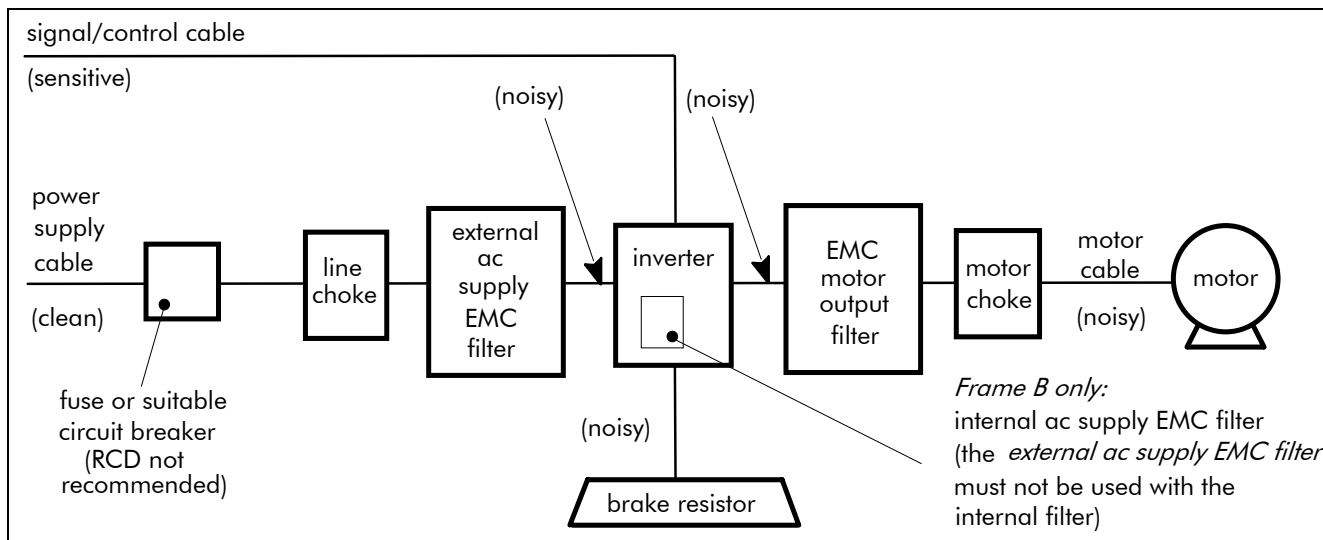 signal/control cable
(sensitive)
(noisy)
(noisy)
power
supply
cable
(clean)
line
choke
external
ac
supply
EMC
filter
inverter
EMC
motor
output
filter
motor
choke
motor
cable
(noisy)
motor
fuse or suitable
circuit breaker
(RCD not
recommended)
(noisy)
brake resistor
Frame B only:
internal ac supply EMC filter
(the external ac supply EMC filter
must not be used with the
internal filter)